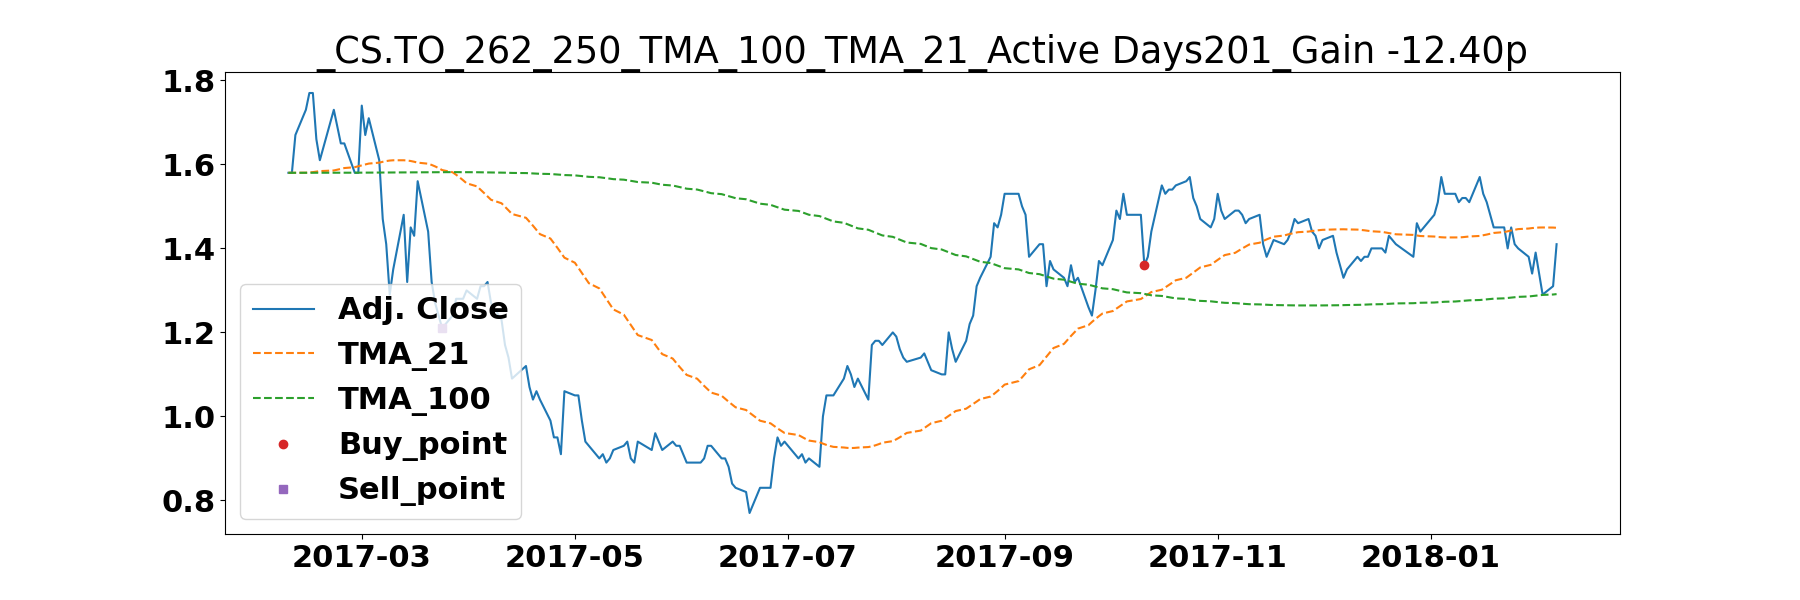 _CS.TO_262_250_TMA_100_TMA_21_Active Days201_Gain -12.40p
1.8
1.6
1.4
1.2
1.0
0.8
Adj. Close
TMA_21
TMA_100
Buy_point
Sell_point
2017-03 2017-05 2017-07 2017-09 2017-11 2018-01